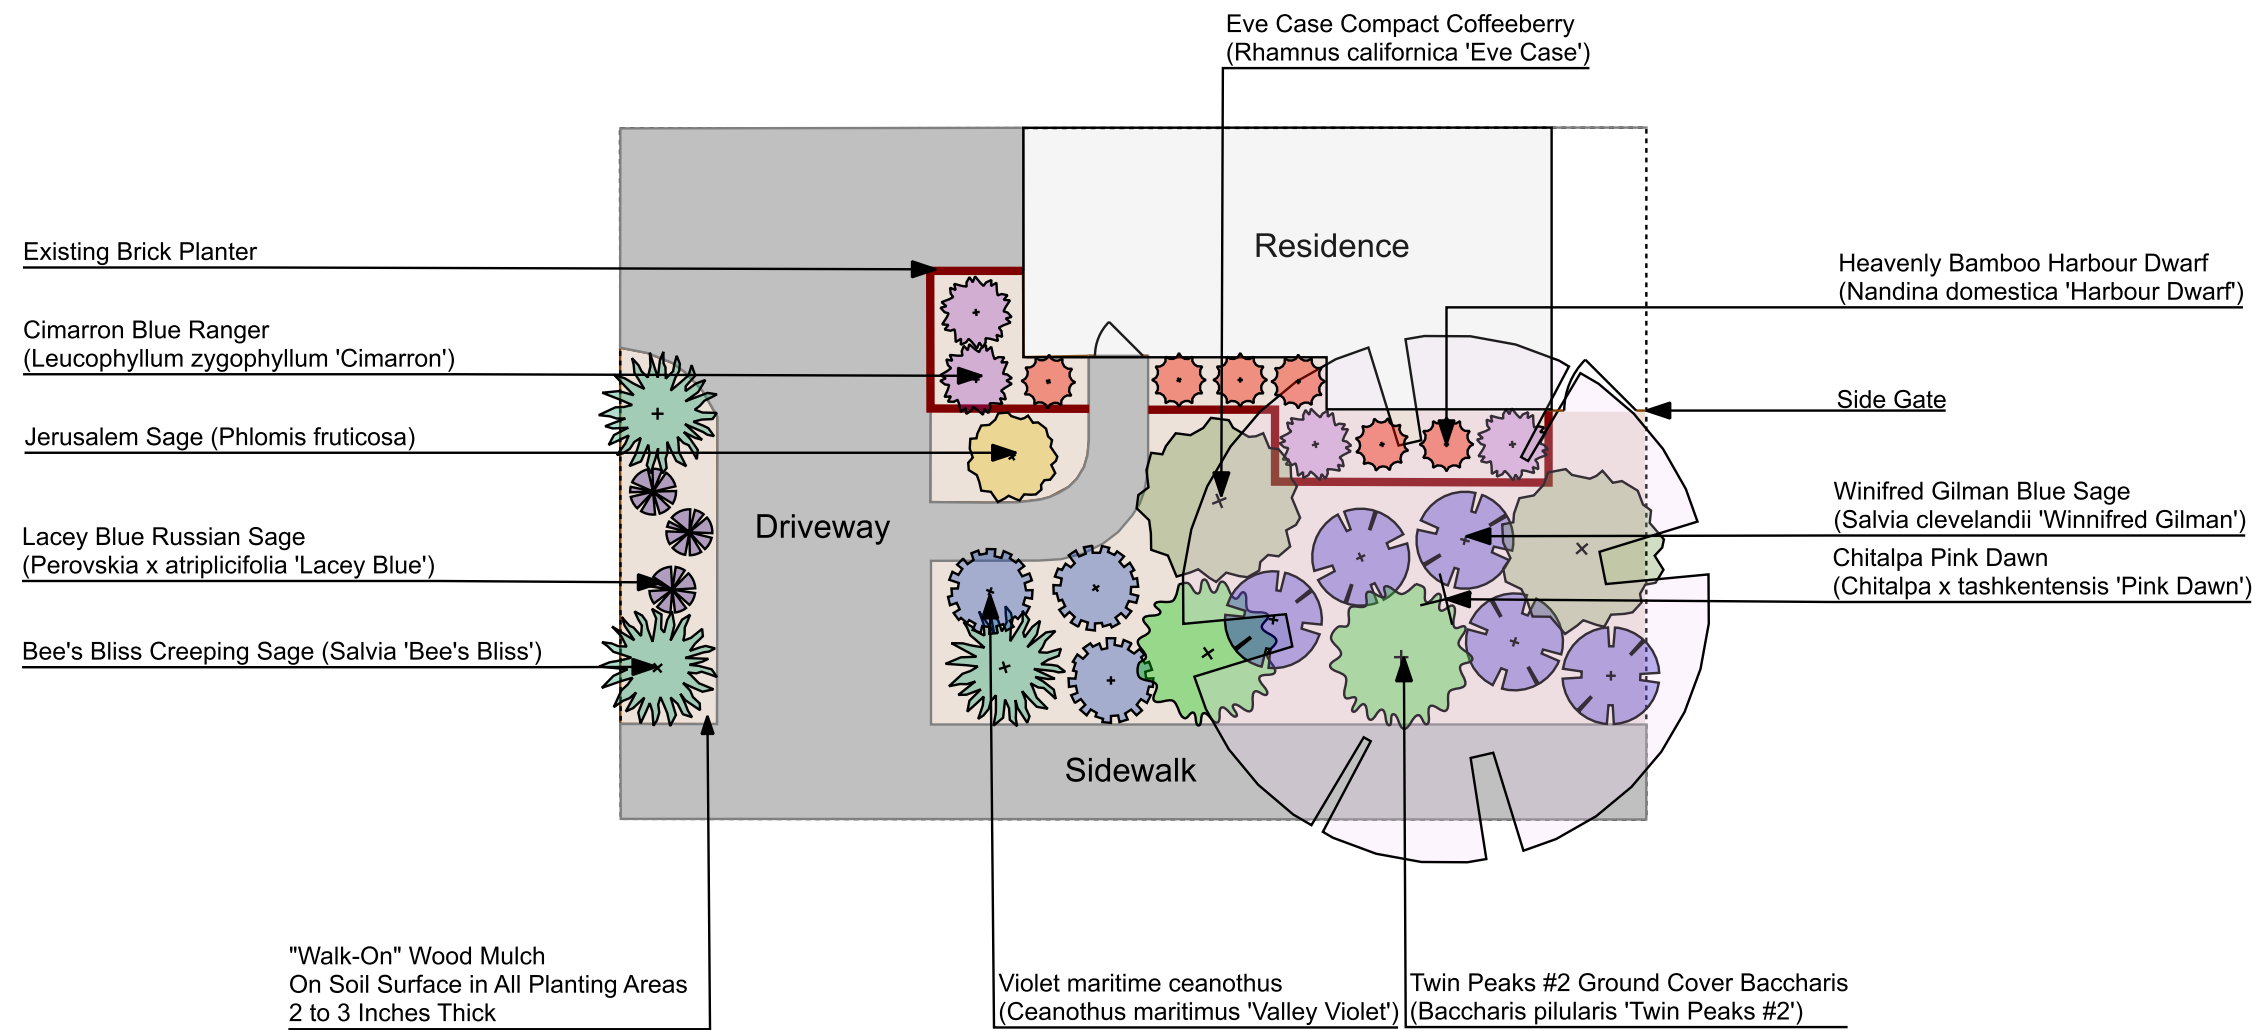 Eve Case Compact Coffeeberry
(Rhamnus californica 'Eve Case')
Existing Brick Planter
Residence
Heavenly Bamboo Harbour Dwarf
(Nandina domestica 'Harbour Dwarf')
Cimarron Blue Ranger
(Leucophyllum zygophyllum 'Cimarron')
Side Gate
Jerusalem Sage (Phlomis fruticosa)
Winifred Gilman Blue Sage
(Salvia clevelandii 'Winnifred Gilman')
Driveway
Lacey Blue Russian Sage
(Perovskia x atriplicifolia 'Lacey Blue')
Chitalpa Pink Dawn
(Chitalpa x tashkentensis 'Pink Dawn')
Bee's Bliss Creeping Sage (Salvia 'Bee's Bliss')
Sidewalk
"Walk-On" Wood Mulch
On Soil Surface in All Planting Areas
2 to 3 Inches Thick
Violet maritime ceanothus
(Ceanothus maritimus 'Valley Violet')
Twin Peaks #2 Ground Cover Baccharis
(Baccharis pilularis 'Twin Peaks #2')